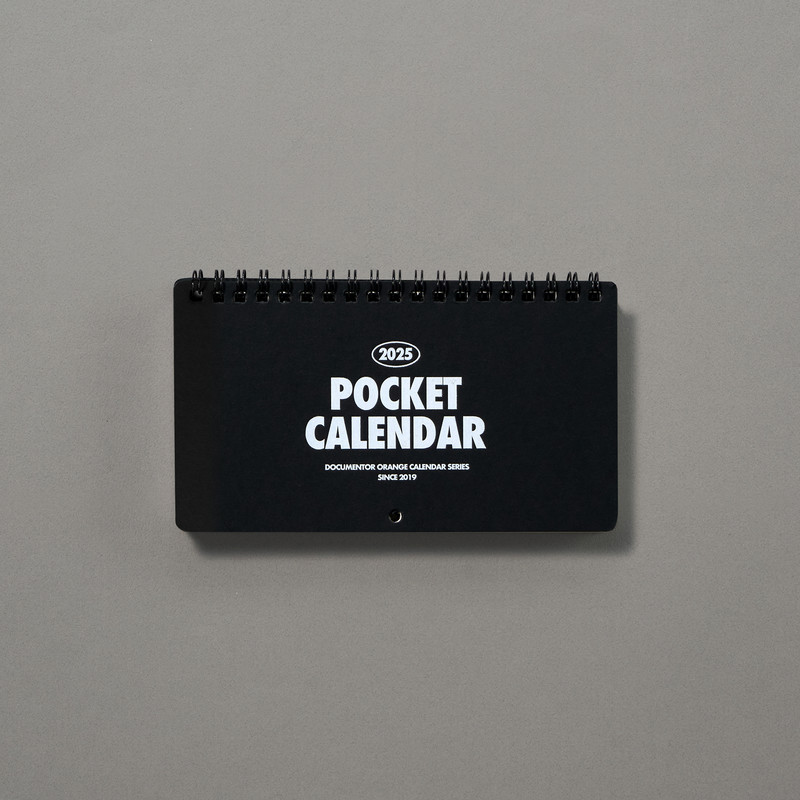 2025
POCKET
CALENDAR
DOCUMENTOR ORANGE CALENDAR SERIES
SINCE 2019